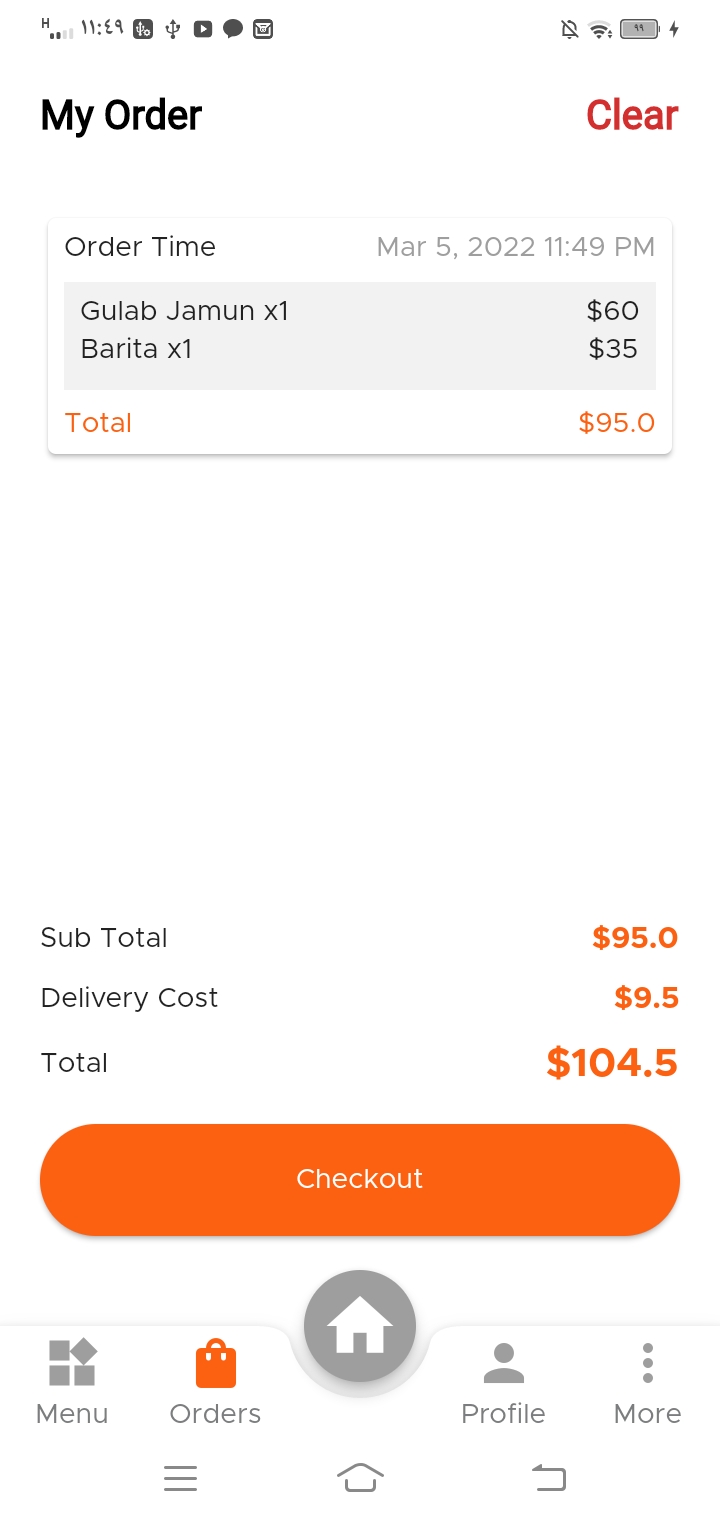 H ١١:٤٩ ٩٩
My Order Clear
Order Time Mar 5, 2022 11:49 PM
Gulab Jamun x1 $60
Barita x1 $35
Total $95.0
Sub Total $95.0
Delivery Cost $9.5
Total $104.5
Checkout
Menu Orders Profile More